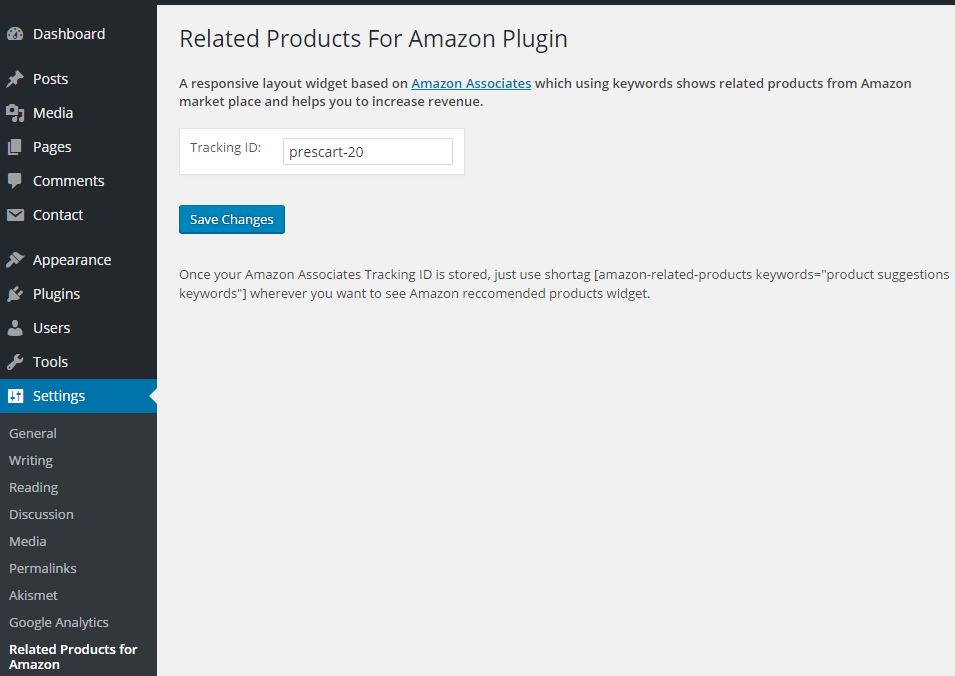 Dashboard
Posts
Media
Pages
Comments
Contact
Appearance
Plugins
Users
Tools
Settings
General
Writing
Reading
Discussion
Media
Permalinks
Akismet
Google Analytics
Related Products for
Amazon
Related Products For Amazon Plugin
A responsive layout widget based on Amazon Associates which using keywords shows related products from Amazon
market place and helps you to increase revenue.
Tracking ID: prescart-20
Save Changes
Once your Amazon Associates Tracking ID is stored, just use shortag [amazon-related-products keywords="product suggestions
keywords"] wherever you want to see Amazon reccomended products widget.